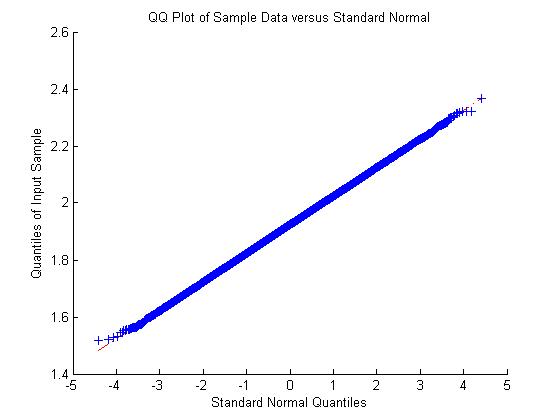 QQ Plot of Sample Data versus Standard Normal
2.6
2.4
2.2
2
1.8
1.6
1.4
Quantiles of Input Sample
-5 -4 -3 -2 -1 0 1 2 3 4 5
Standard Normal Quantiles